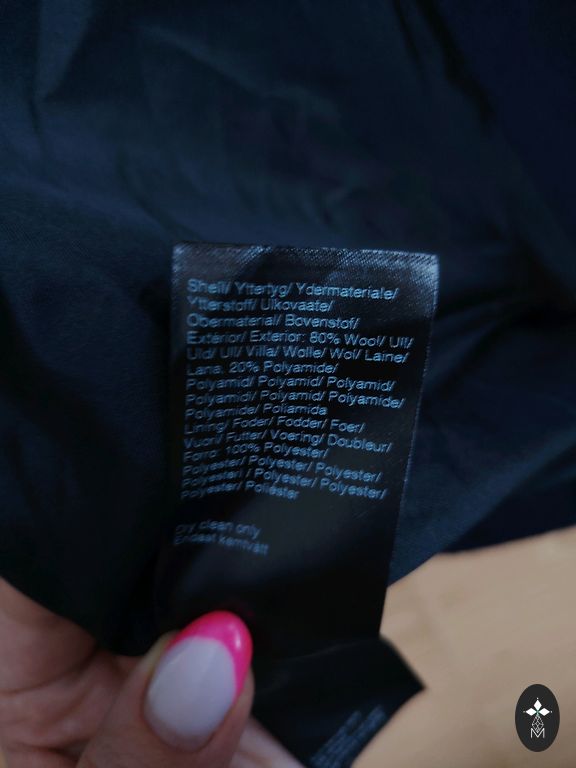 Shell/ Yttertyg/ Ydermateriale/
Ytterstoff/ Ulkovaate/
Obermaterial/ Bovenstof/
Exterior/ Exterior: 80% Wool/ Ull/
Uld/ Ull/ Villa/ Wolle/ Wol/ Laine/
Lana. 20% Polyamide/
Polyamid/ Polyamid/ Polyamid/
Polyamidi/ Polyamid/ Polyamide/
Polyamide/ Poliamida
Lining/ Foder/ Fodder/ Foer/
Vuori/ Futter/ Voering/ Doubleur/
Forro: 100% Polyester/
Polyester/ Polyester/ Polyester/
Polyesteri/ Polyester/ Polyester/
Polyester/ Poliéster
Dry clean only
Endast kemtvätt
M